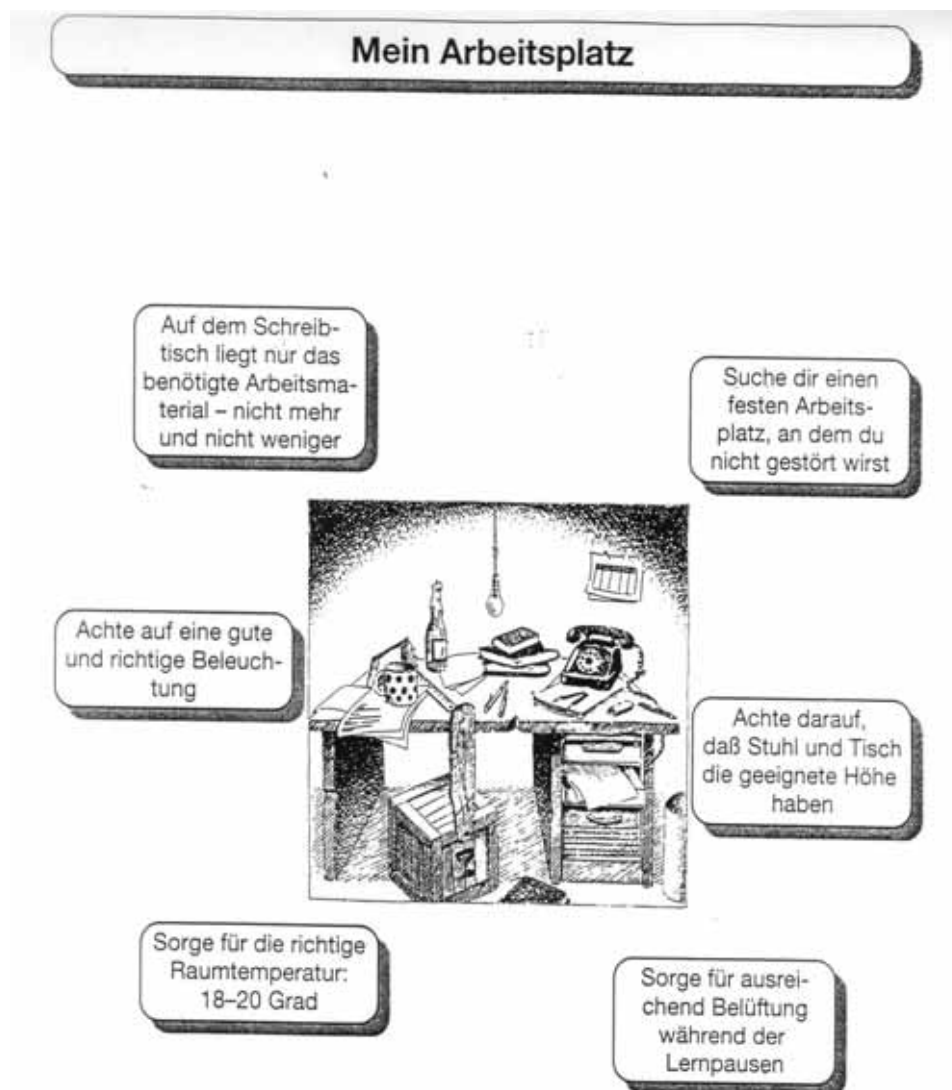 Mein Arbeitsplatz
Auf dem Schreib-
tisch liegt nur das
benötigte Arbeitsma-
terial – nicht mehr
und nicht weniger
Suche dir einen
festen Arbeits-
platz, an dem du
nicht gestört wirst
Achte auf eine gute
und richtige Beleuch-
tung
Achte darauf,
daß Stuhl und Tisch
die geeignete Höhe
haben
Sorge für die richtige
Raumtemperatur:
18–20 Grad
Sorge für ausrei-
chend Belüftung
während der
Lernpausen